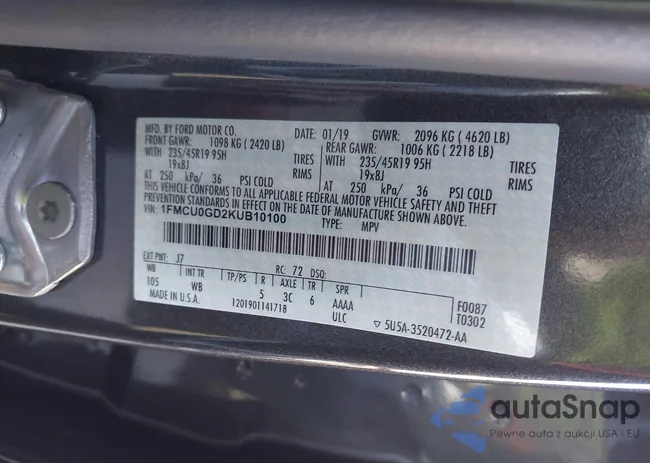 MFD. BY FORD MOTOR CO.
DATE: 01/19 GVWR: 2096 KG ( 4620 LB)
FRONT GAWR: 1098 KG ( 2420 LB) REAR GAWR: 1006 KG ( 2218 LB)
WITH 235/45R19 95H TIRES WITH 235/45R19 95H TIRES
19x8J RIMS 19x8J RIMS
AT 250 kPa/ 36 PSI COLD AT 250 kPa/ 36 PSI COLD
THIS VEHICLE CONFORMS TO ALL APPLICABLE FEDERAL MOTOR VEHICLE SAFETY AND THEFT
PREVENTION STANDARDS IN EFFECT ON THE DATE OF MANUFACTURE SHOWN ABOVE.
1FMCU0GD2KUB10100 TYPE: MPV
EXT PNT: J7 RC: 72 DSO:
WB INT TR TP/PS R AXLE TR SPR
105 5 3C 6 AAAA F0087
MADE IN U.S.A. 1201901141718 ULC T0302
▽ 5U5A-3520472-AA
autaSnap
Pewne auta z aukcji USA i EU